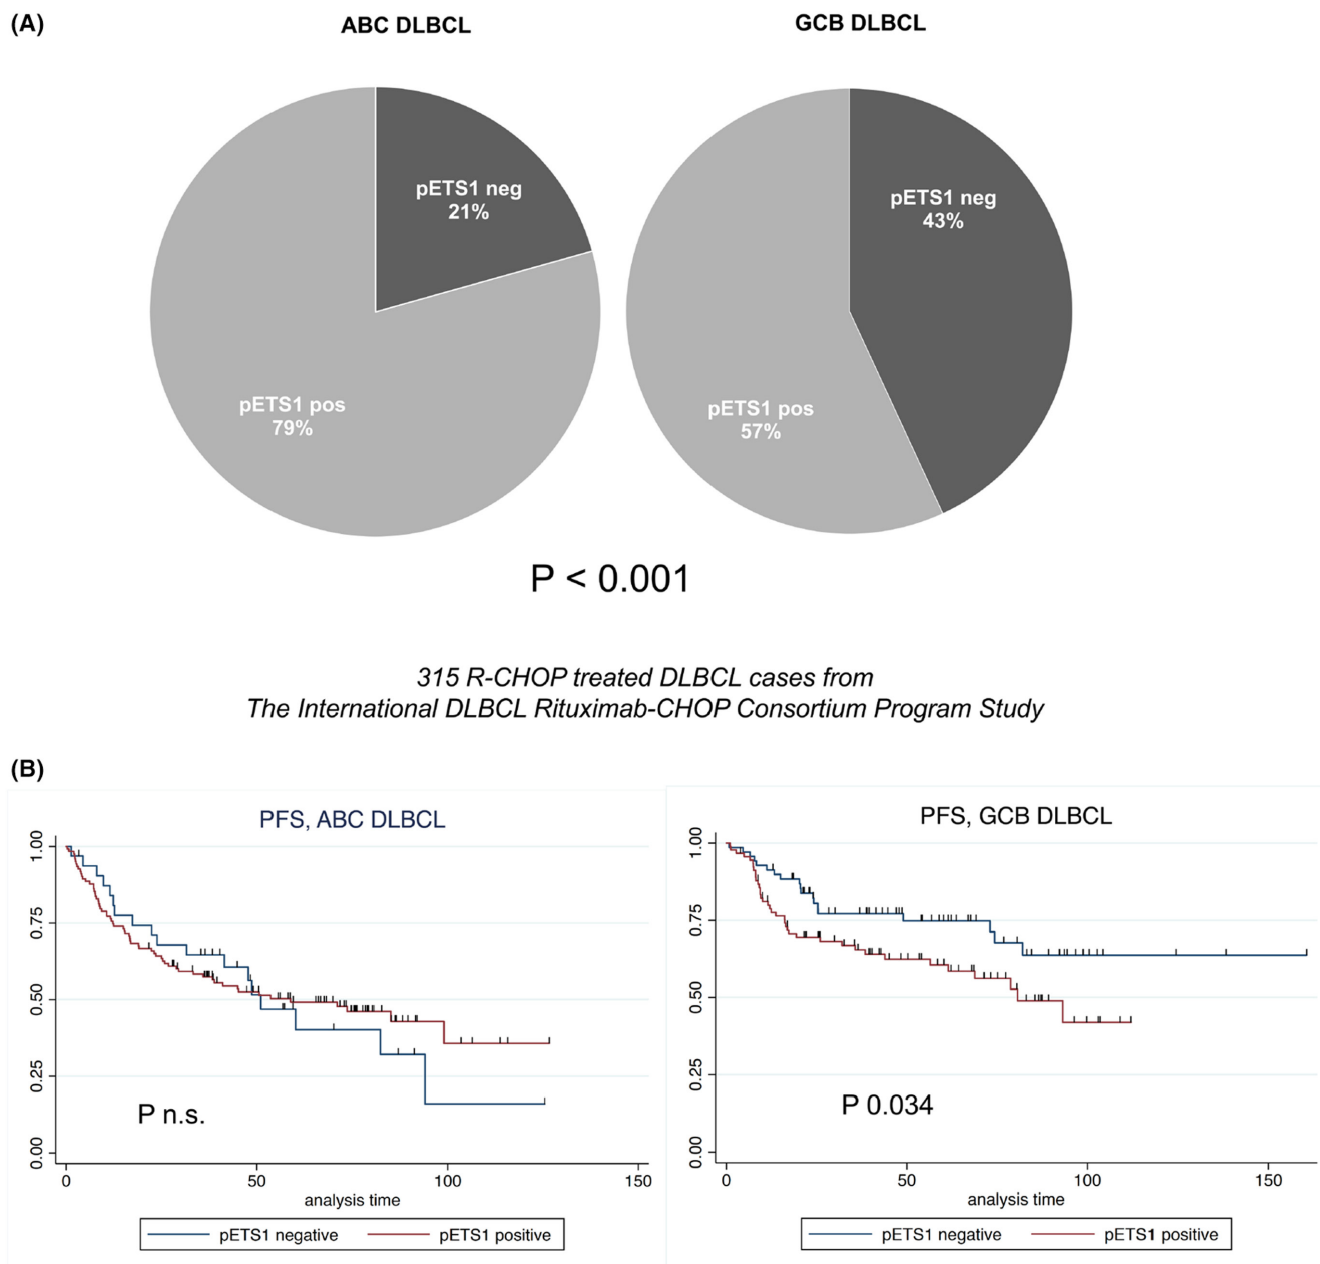 (A)
ABC DLBCL
GCB DLBCL
pETS1 neg
21%
pETS1 pos
79%
pETS1 neg
43%
pETS1 pos
57%
P < 0.001
315 R-CHOP treated DLBCL cases from
The International DLBCL Rituximab-CHOP Consortium Program Study
(B)
PFS, ABC DLBCL
1.00
0.75
0.50
0.25
0.00
P n.s.
0 50 100 150
analysis time
pETS1 negative pETS1 positive
PFS, GCB DLBCL
1.00
0.75
0.50
0.25
0.00
P 0.034
0 50 100 150
analysis time
pETS1 negative pETS1 positive